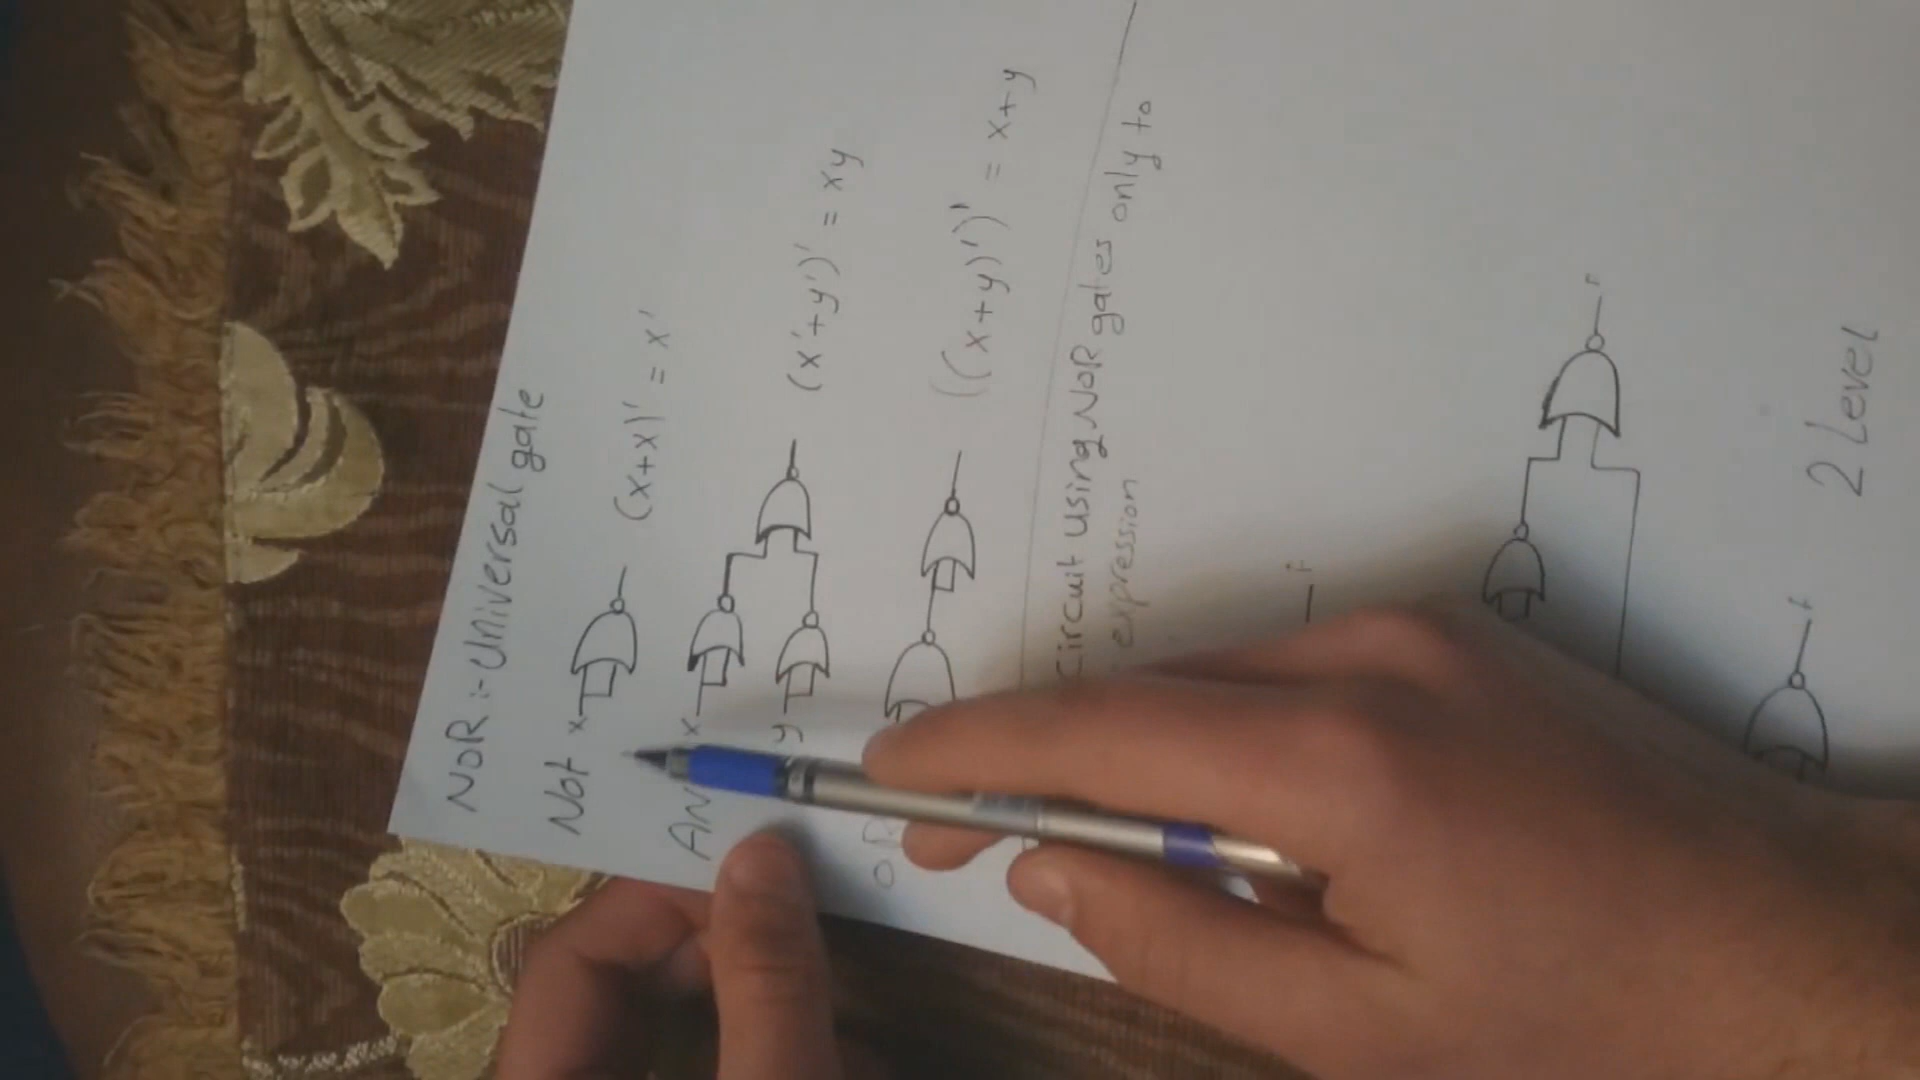 NOR :- Universal gate
Not x (x+x)' = x'
x
y (x'+y')' = xy
((x+y)')' = x+y
Circuit using NOR gates only to
expression
2 Level